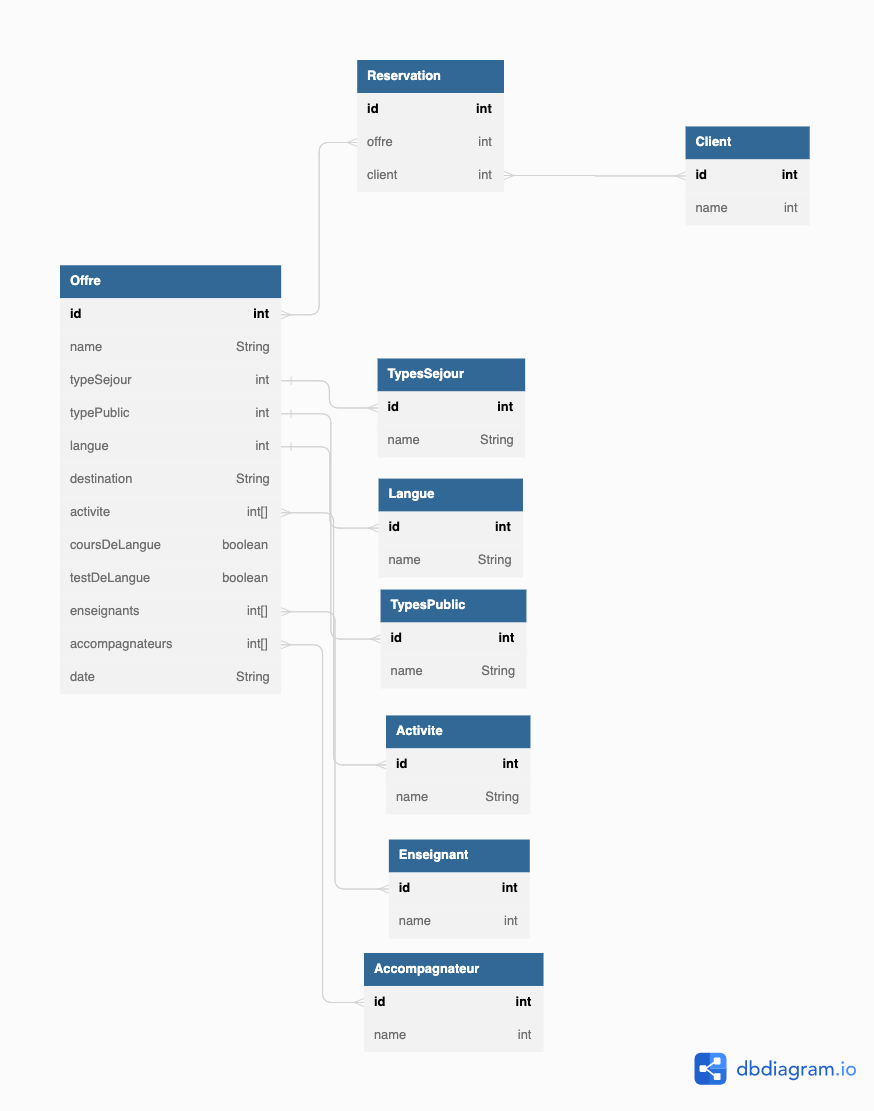 Reservation
id int
offre int
client int
Client
id int
name int
Offre
id int
name String
typeSejour int
typePublic int
langue int
destination String
activite int[]
coursDeLangue boolean
testDeLangue boolean
enseignants int[]
accompagnateurs int[]
date String
TypesSejour
id int
name String
Langue
id int
name String
TypesPublic
id int
name String
Activite
id int
name String
Enseignant
id int
name int
Accompagnateur
id int
name int
dbdiagram.io